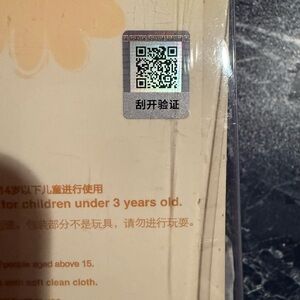 刮开验证
14岁以下儿童进行使用
for children under 3 years old.
包装部分不是玩具，请勿进行玩耍。
people aged above 15.
with soft clean cloth.